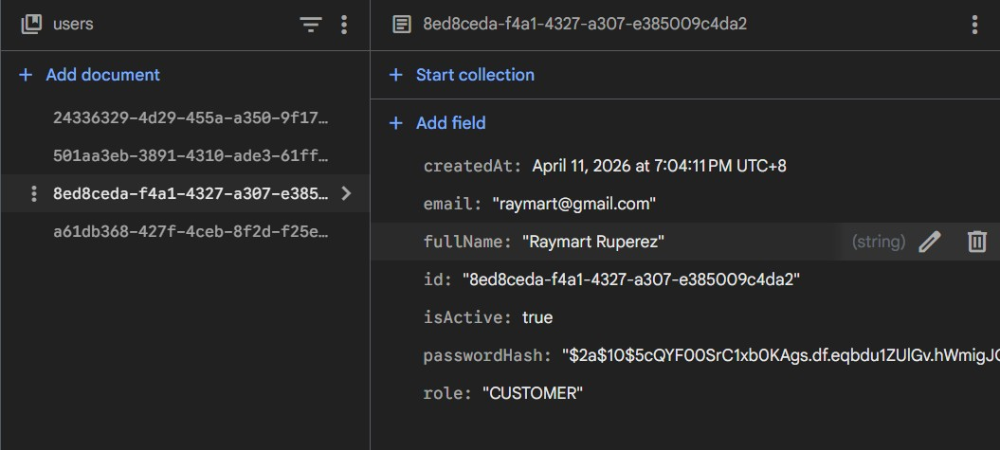 users
8ed8ceda-f4a1-4327-a307-e385009c4da2
+ Add document
+ Start collection
24336329-4d29-455a-a350-9f17…
501aa3eb-3891-4310-ade3-61ff…
8ed8ceda-f4a1-4327-a307-e385…
a61db368-427f-4ceb-8f2d-f25e…
+ Add field
createdAt: April 11, 2026 at 7:04:11 PM UTC+8
email: "raymart@gmail.com"
fullName: "Raymart Ruperez" (string)
id: "8ed8ceda-f4a1-4327-a307-e385009c4da2"
isActive: true
passwordHash: "$2a$10$5cQYF00SrC1xb0KAgs.df.eqbdu1ZUlGv.hWmigJ
role: "CUSTOMER"